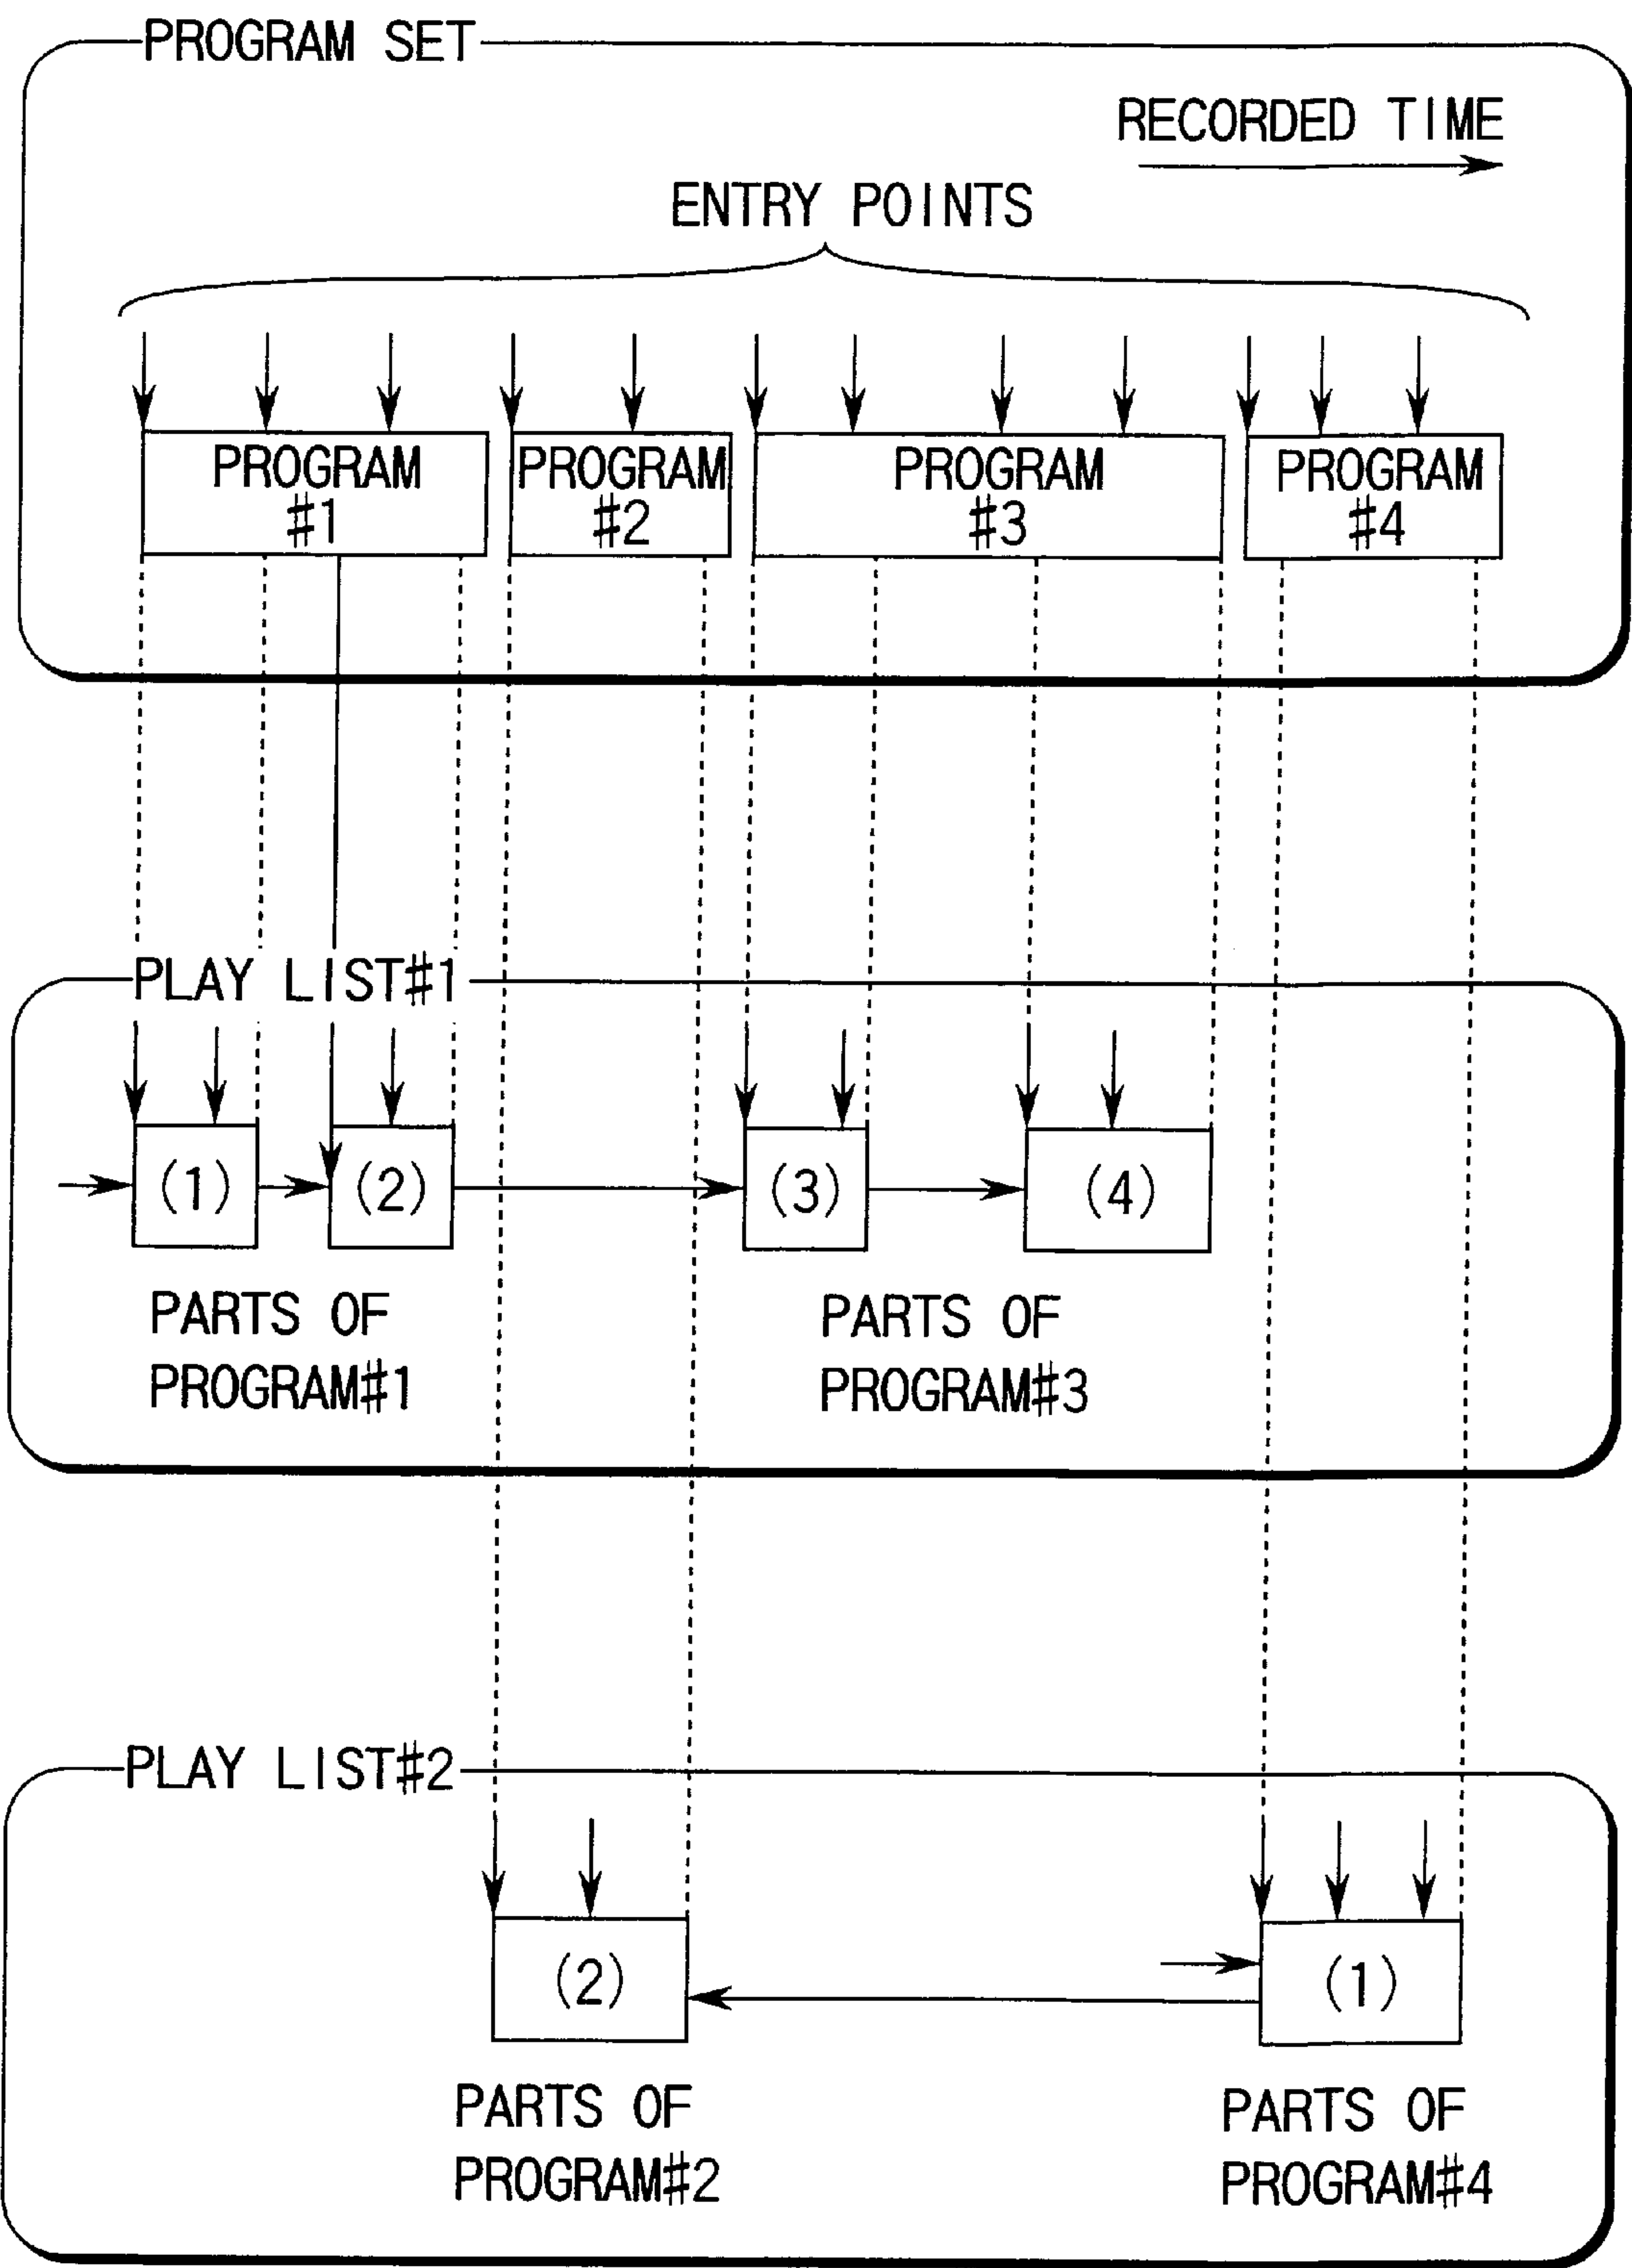 PROGRAM SET
RECORDED TIME
ENTRY POINTS
PROGRAM
#1
PROGRAM
#2
PROGRAM
#3
PROGRAM
#4
PLAY LIST#1
(1)
(2)
(3)
(4)
PARTS OF
PROGRAM#1
PARTS OF
PROGRAM#3
PLAY LIST#2
(2)
(1)
PARTS OF
PROGRAM#2
PARTS OF
PROGRAM#4